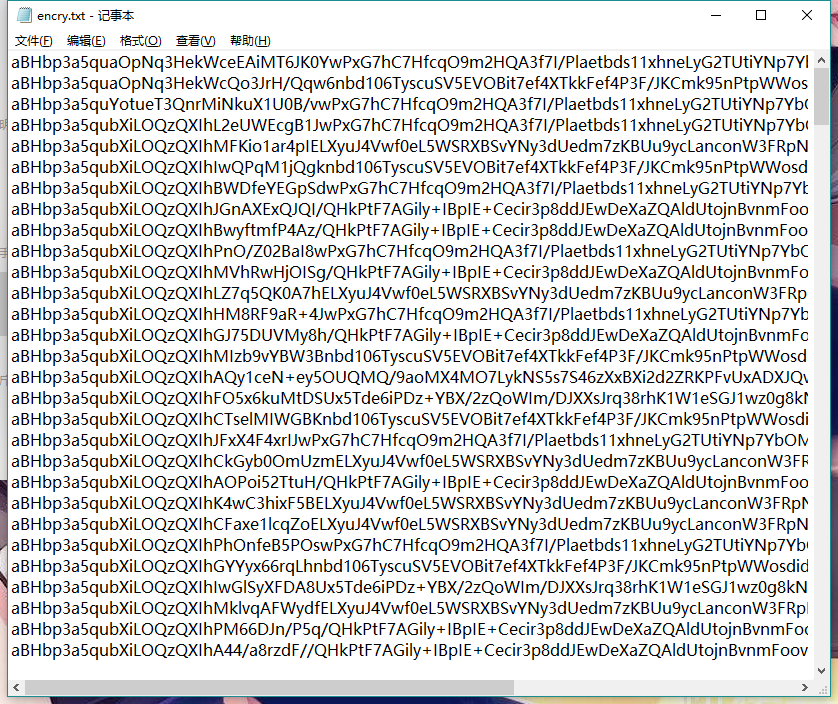 encry.txt - 记事本
文件(F) 编辑(E) 格式(O) 查看(V) 帮助(H)
aBHbp3a5quaOpNq3HekWceEAiMT6JK0YwPxG7hC7HfcqO9m2HQA3f7I/Plaetbds11xhneLyG2TUtiYNp7Yl
aBHbp3a5quaOpNq3HekWcQo3JrH/Qqw6nbd106TyscuSV5EVOBit7ef4XTkkFef4P3F/JKCmk95nPtpWWos
aBHbp3a5quYotueT3QnrMiNkuX1U0B/vwPxG7hC7HfcqO9m2HQA3f7I/Plaetbds11xhneLyG2TUtiYNp7Yb
aBHbp3a5qubXiLOQzQXIhL2eUWEcgB1JwPxG7hC7HfcqO9m2HQA3f7I/Plaetbds11xhneLyG2TUtiYNp7YbC
aBHbp3a5qubXiLOQzQXIhMFKio1ar4pIELXyuJ4Vwf0eL5WSRXBSvYNy3dUedm7zKBUu9ycLanconW3FRpN
aBHbp3a5qubXiLOQzQXIhIwQPqM1jQgknbd106TyscuSV5EVOBit7ef4XTkkFef4P3F/JKCmk95nPtpWWosd
aBHbp3a5qubXiLOQzQXIhBWDfeYEGpSdwPxG7hC7HfcqO9m2HQA3f7I/Plaetbds11xhneLyG2TUtiYNp7Yb
aBHbp3a5qubXiLOQzQXIhJGnAXExQJQI/QHkPtF7AGily+IBpIE+Cecir3p8ddJEwDeXaZQAldUtojnBvnmFoo
aBHbp3a5qubXiLOQzQXIhBwyftmfP4Az/QHkPtF7AGily+IBpIE+Cecir3p8ddJEwDeXaZQAldUtojnBvnmFoo
aBHbp3a5qubXiLOQzQXIhPnO/Z02BaI8wPxG7hC7HfcqO9m2HQA3f7I/Plaetbds11xhneLyG2TUtiYNp7YbC
aBHbp3a5qubXiLOQzQXIhMVhRwHjOISg/QHkPtF7AGily+IBpIE+Cecir3p8ddJEwDeXaZQAldUtojnBvnmFo
aBHbp3a5qubXiLOQzQXIhLZ7q5QK0A7hELXyuJ4Vwf0eL5WSRXBSvYNy3dUedm7zKBUu9ycLanconW3FRp
aBHbp3a5qubXiLOQzQXIhHM8RF9aR+4JwPxG7hC7HfcqO9m2HQA3f7I/Plaetbds11xhneLyG2TUtiYNp7Yb
aBHbp3a5qubXiLOQzQXIhGJ75DUVMy8h/QHkPtF7AGily+IBpIE+Cecir3p8ddJEwDeXaZQAldUtojnBvnmFo
aBHbp3a5qubXiLOQzQXIhMIzb9vYBW3Bnbd106TyscuSV5EVOBit7ef4XTkkFef4P3F/JKCmk95nPtpWWosd
aBHbp3a5qubXiLOQzQXIhAQy1ceN+ey5OUQMQ/9aoMX4MO7LykNS5s7S46zXxBXi2d2ZRKPFvUxADXJQv
aBHbp3a5qubXiLOQzQXIhFO5x6kuMtDSUx5Tde6iPDz+YBX/2zQoWIm/DJXXsJrq38rhK1W1eSGJ1wz0g8kN
aBHbp3a5qubXiLOQzQXIhCTselMIWGBKnbd106TyscuSV5EVOBit7ef4XTkkFef4P3F/JKCmk95nPtpWWosdi
aBHbp3a5qubXiLOQzQXIhJFxX4F4xrIJwPxG7hC7HfcqO9m2HQA3f7I/Plaetbds11xhneLyG2TUtiYNp7YbOM
aBHbp3a5qubXiLOQzQXIhCkGyb0OmUzmELXyuJ4Vwf0eL5WSRXBSvYNy3dUedm7zKBUu9ycLanconW3FR
aBHbp3a5qubXiLOQzQXIhAOPoi52TtuH/QHkPtF7AGily+IBpIE+Cecir3p8ddJEwDeXaZQAldUtojnBvnmFoo
aBHbp3a5qubXiLOQzQXIhK4wC3hixF5BELXyuJ4Vwf0eL5WSRXBSvYNy3dUedm7zKBUu9ycLanconW3FRpN
aBHbp3a5qubXiLOQzQXIhCFaxe1lcqZoELXyuJ4Vwf0eL5WSRXBSvYNy3dUedm7zKBUu9ycLanconW3FRpN
aBHbp3a5qubXiLOQzQXIhPhOnfeB5POswPxG7hC7HfcqO9m2HQA3f7I/Plaetbds11xhneLyG2TUtiYNp7Yb
aBHbp3a5qubXiLOQzQXIhGYYyx66rqLhnbd106TyscuSV5EVOBit7ef4XTkkFef4P3F/JKCmk95nPtpWWosdid
aBHbp3a5qubXiLOQzQXIhIwGlSyXFDA8Ux5Tde6iPDz+YBX/2zQoWIm/DJXXsJrq38rhK1W1eSGJ1wz0g8kN
aBHbp3a5qubXiLOQzQXIhMklvqAFWydfELXyuJ4Vwf0eL5WSRXBSvYNy3dUedm7zKBUu9ycLanconW3FRp
aBHbp3a5qubXiLOQzQXIhPM66DJn/P5q/QHkPtF7AGily+IBpIE+Cecir3p8ddJEwDeXaZQAldUtojnBvnmFoo
aBHbp3a5qubXiLOQzQXIhA44/a8rzdF//QHkPtF7AGily+IBpIE+Cecir3p8ddJEwDeXaZQAldUtojnBvnmFoov